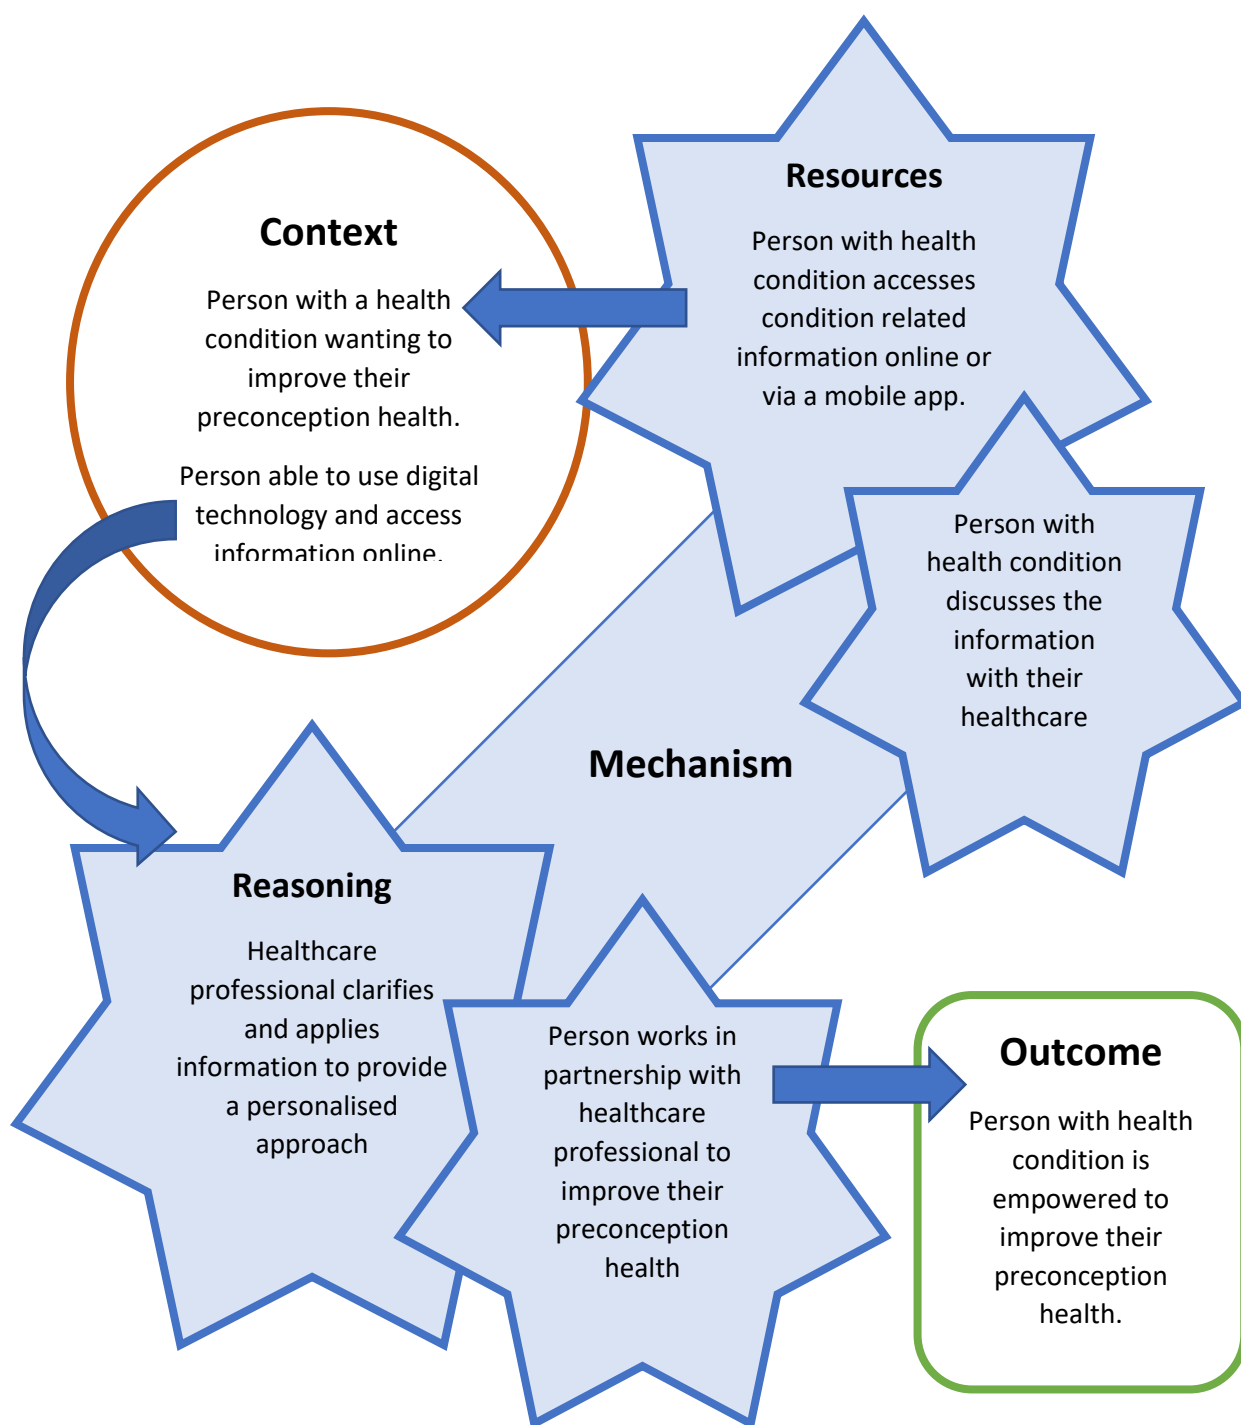 Context
Person with a health
condition wanting to
improve their
preconception health.
Person able to use digital
technology and access
information online.
Resources
Person with health
condition accesses
condition related
information online or
via a mobile app.
Person with
health condition
discusses the
information
with their
healthcare
Mechanism
Reasoning
Healthcare
professional clarifies
and applies
information to provide
a personalised
approach
Person works in
partnership with
healthcare
professional to
improve their
preconception
health
Outcome
Person with health
condition is
empowered to
improve their
preconception
health.